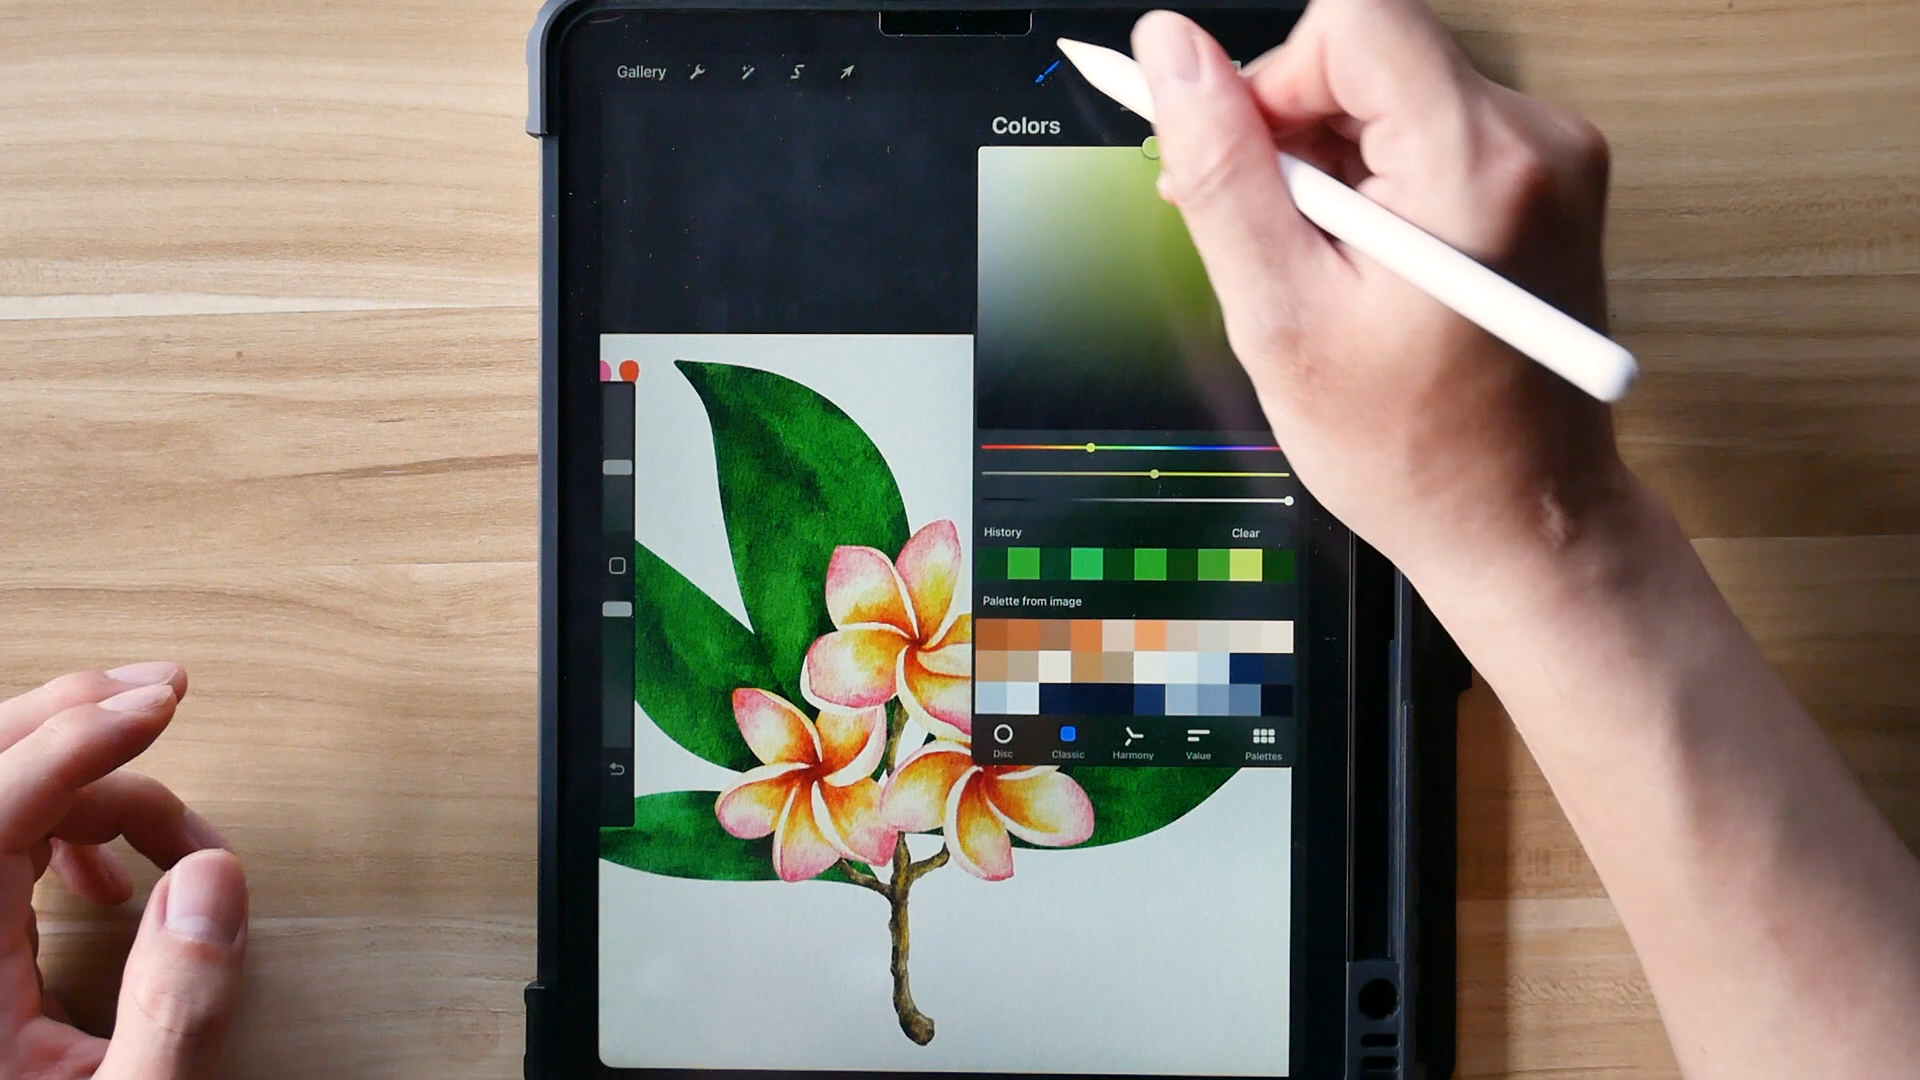 Gallery
Colors
History Clear
Palette from image
Disc Classic Harmony Value Palettes